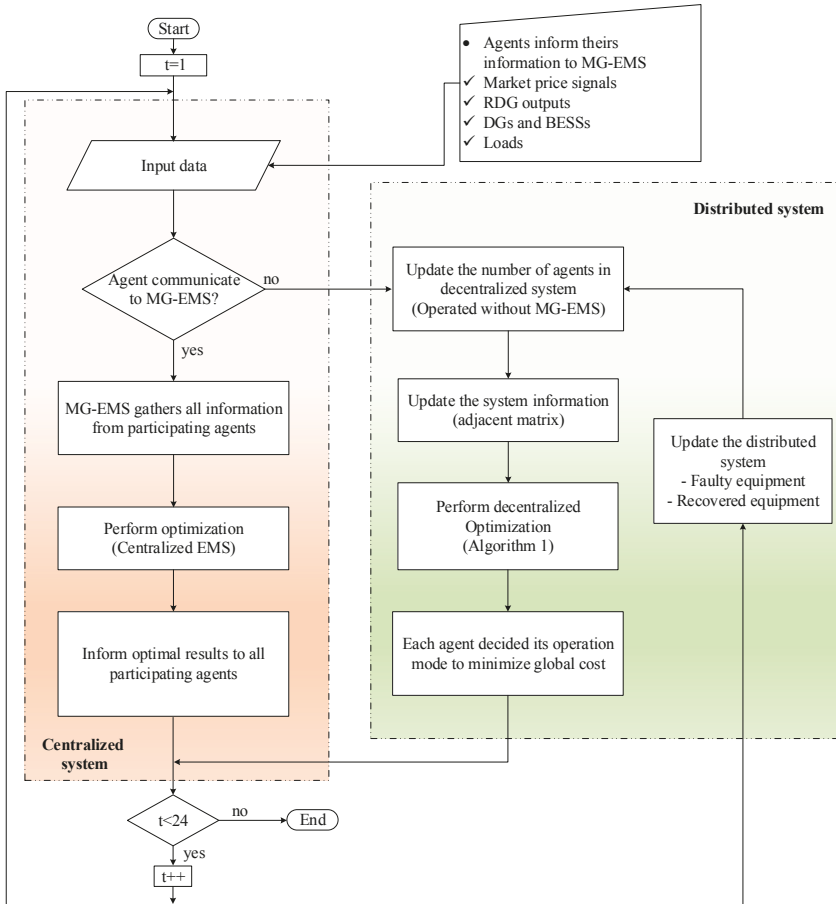 Start
t=1
• Agents inform theirs
information to MG-EMS
✓ Market price signals
✓ RDG outputs
✓ DGs and BESSs
✓ Loads
Input data
Distributed system
Agent communicate
to MG-EMS?
no
yes
Update the number of agents in
decentralized system
(Operated without MG-EMS)
MG-EMS gathers all information
from participating agents
Update the system information
(adjacent matrix)
Update the distributed
system
- Faulty equipment
- Recovered equipment
Perform optimization
(Centralized EMS)
Perform decentralized
Optimization
(Algorithm 1)
Inform optimal results to all
participating agents
Each agent decided its operation
mode to minimize global cost
Centralized
system
t<24
no
End
yes
t++